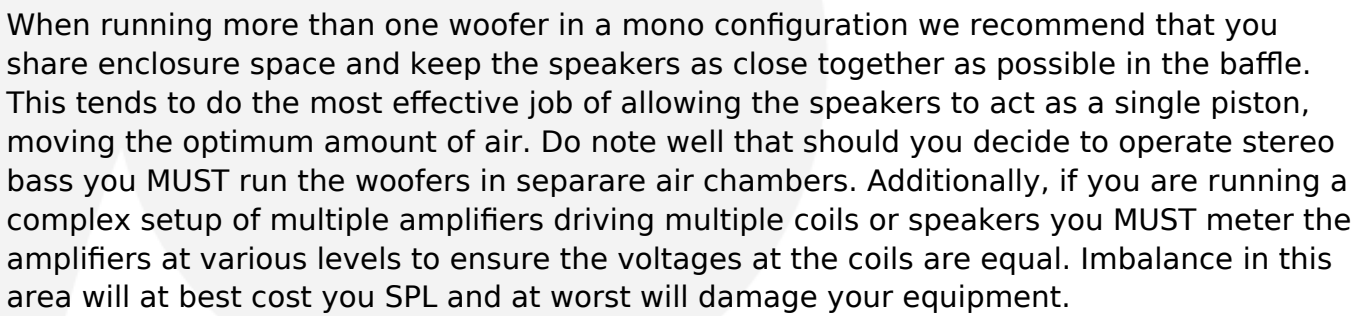 When running more than one woofer in a mono configuration we recommend that you
share enclosure space and keep the speakers as close together as possible in the baffle.
This tends to do the most effective job of allowing the speakers to act as a single piston,
moving the optimum amount of air. Do note well that should you decide to operate stereo
bass you MUST run the woofers in separare air chambers. Additionally, if you are running a
complex setup of multiple amplifiers driving multiple coils or speakers you MUST meter the
amplifiers at various levels to ensure the voltages at the coils are equal. Imbalance in this
area will at best cost you SPL and at worst will damage your equipment.